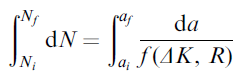 ∫_{N_i}^{N_f} dN = ∫_{a_i}^{a_f} da / f(ΔK, R)